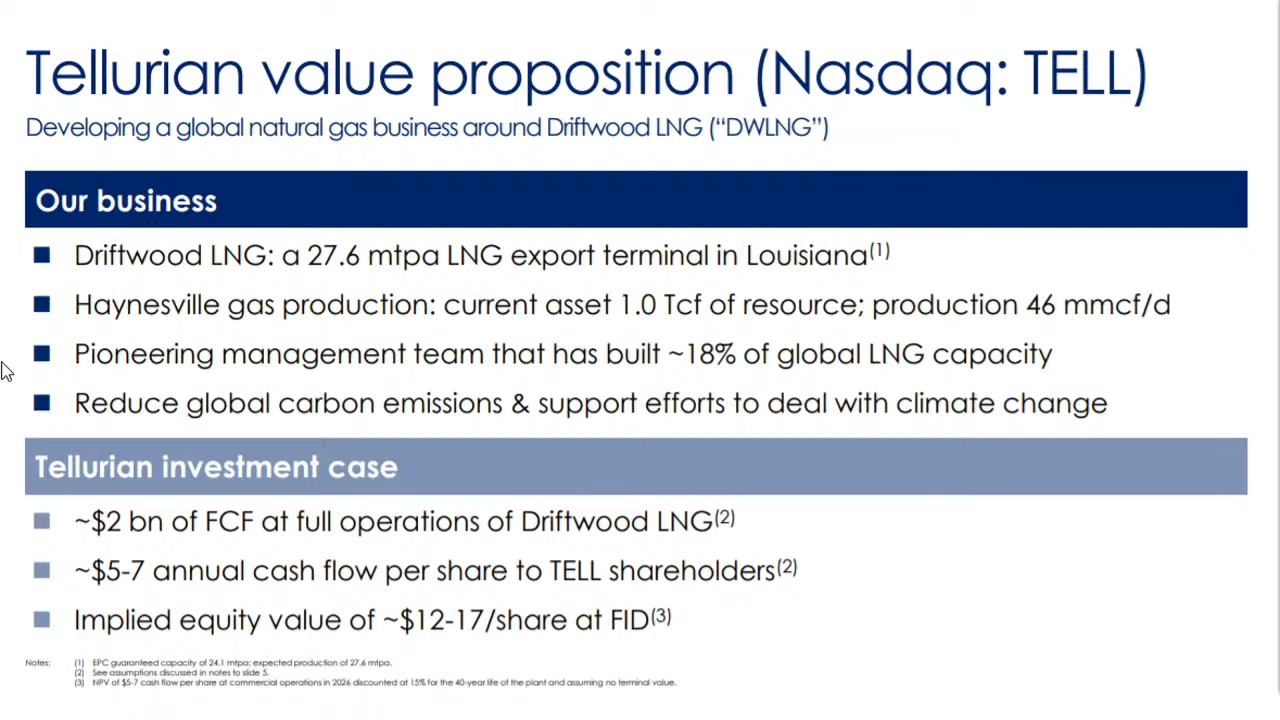 Tellurian value proposition (Nasdaq: TELL)
Developing a global natural gas business around Driftwood LNG (“DWLNG”)
Our business
Driftwood LNG: a 27.6 mtpa LNG export terminal in Louisiana(1)
Haynesville gas production: current asset 1.0 Tcf of resource; production 46 mmcf/d
Pioneering management team that has built ~18% of global LNG capacity
Reduce global carbon emissions & support efforts to deal with climate change
Tellurian investment case
~$2 bn of FCF at full operations of Driftwood LNG(2)
~$5-7 annual cash flow per share to TELL shareholders(2)
Implied equity value of ~$12-17/share at FID(3)
Notes: (1) EPC guaranteed capacity of 24.1 mtpa; expected production of 27.6 mtpa.
(2) See assumptions discussed in notes to slide 5.
(3) NPV of $5-7 cash flow per share at commercial operations in 2026 discounted at 15% for the 40-year life of the plant and assuming no terminal value.